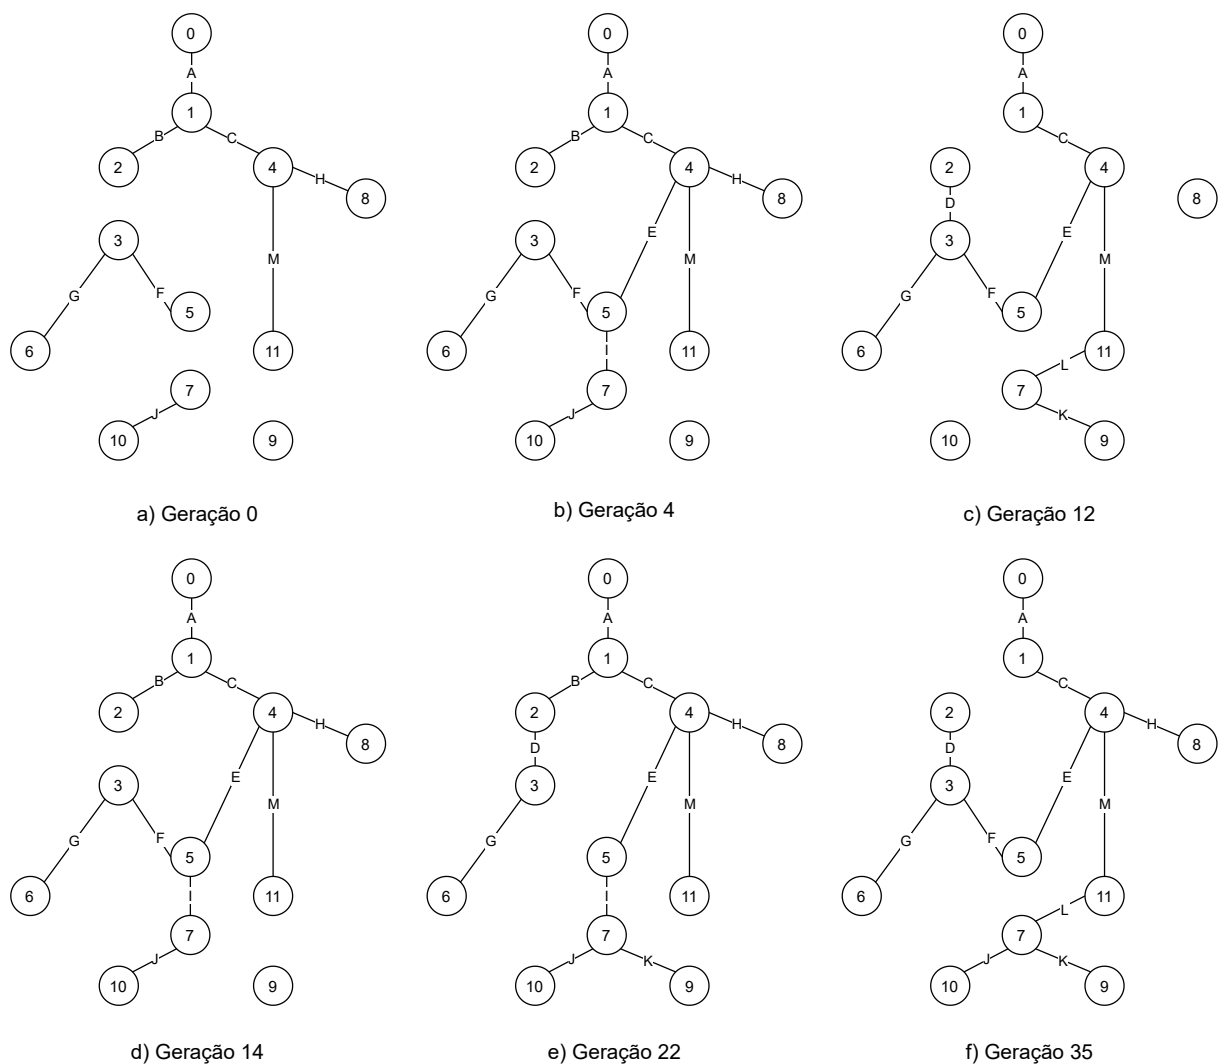 0 0 0
A A A
1 1 1
B C B C C
2 4 2 4 2 4
H H
8 8 8
D
3 3 3
E E
M M M
G F G F G F
5 5 5
I
6 11 6 11 6 11
L
7 7 7
J J K
10 9 10 9 10 9
a) Geração 0 b) Geração 4 c) Geração 12
0 0 0
A A A
1 1 1
B C B C C
2 4 2 4 2 4
H H H
8 8 8
D D
3 3 3
E E E
M M M
G F G G F
5 5 5
I I
6 11 6 11 6 11
L
7 7 7
J J K J K
10 9 10 9 10 9
d) Geração 14 e) Geração 22 f) Geração 35